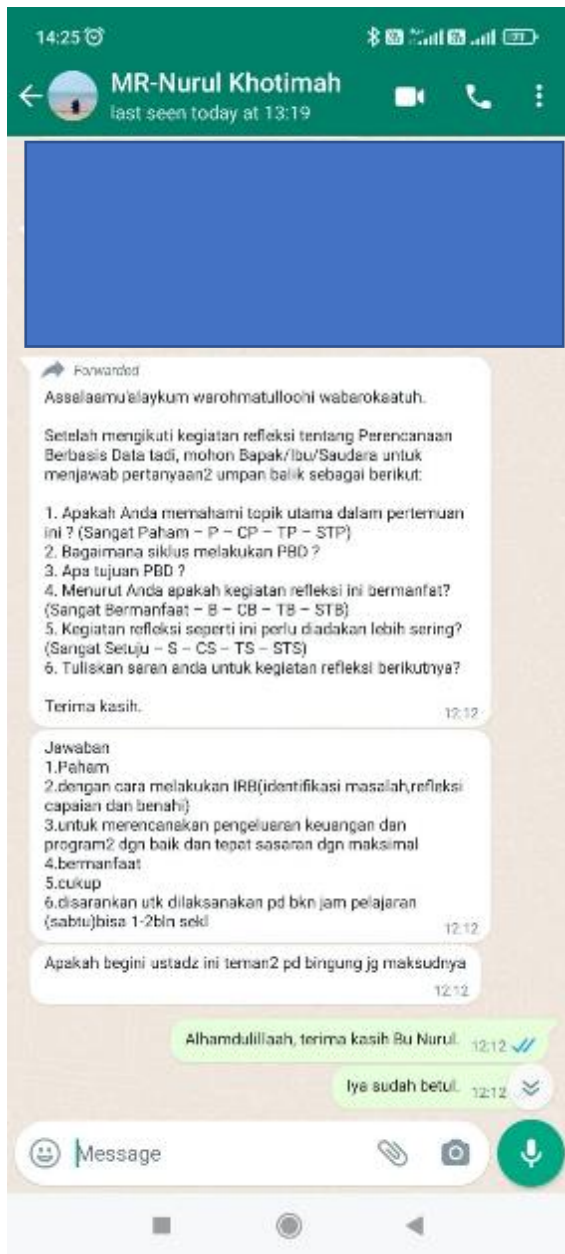 14:25
71
MR-Nurul Khotimah
last seen today at 13:19
Forwarded
Assalaamu'alaykum warohmatulloohi wabarokaatuh.
Setelah mengikuti kegiatan refleksi tentang Perencanaan
Berbasis Data tadi, mohon Bapak/Ibu/Saudara untuk
menjawab pertanyaan2 umpan balik sebagai berikut:
1. Apakah Anda memahami topik utama dalam pertemuan
ini ? (Sangat Paham – P – CP – TP – STP)
2. Bagaimana siklus melakukan PBD ?
3. Apa tujuan PBD ?
4. Menurut Anda apakah kegiatan refleksi ini bermanfat?
(Sangat Bermanfaat – B – CB – TB – STB)
5. Kegiatan refleksi seperti ini perlu diadakan lebih sering?
(Sangat Setuju – S – CS – TS – STS)
6. Tuliskan saran anda untuk kegiatan refleksi berikutnya?
Terima kasih.
12:12
Jawaban
1.Paham
2.dengan cara melakukan IRB(identifikasi masalah,refleksi
capaian dan benahi)
3.untuk merencanakan pengeluaran keuangan dan
program2 dgn baik dan tepat sasaran dgn maksimal
4.bermanfaat
5.cukup
6.disarankan utk dilaksanakan pd bkn jam pelajaran
(sabtu)bisa 1-2bln sekl
12:12
Apakah begini ustadz ini teman2 pd bingung jg maksudnya
12:12
Alhamdulillaah, terima kasih Bu Nurul. 12:12
Iya sudah betul. 12:12
Message